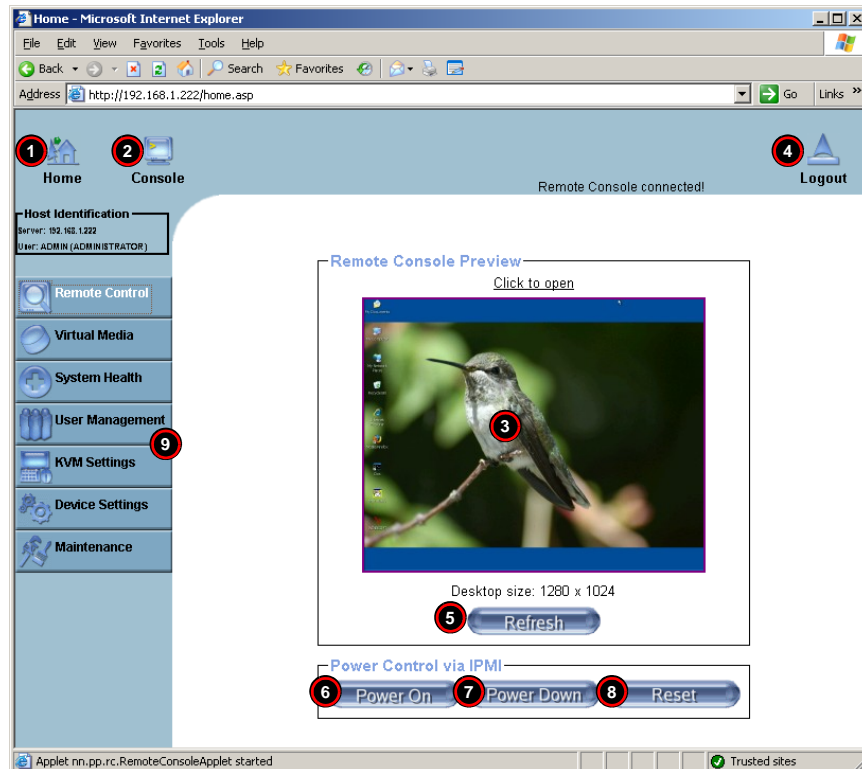 Home - Microsoft Internet Explorer
File Edit View Favorites Tools Help
Back Search Favorites
Address http://192.168.1.222/home.asp Go Links »
1 2 4
Home Console Logout
Remote Console connected!
Host Identification
Server: 192.168.1.222
User: ADMIN (ADMINISTRATOR)
Remote Control
Virtual Media
System Health
User Management
9
KVM Settings
Device Settings
Maintenance
Remote Console Preview
Click to open
3
Desktop size: 1280 x 1024
5 Refresh
Power Control via IPMI
6 Power On 7 Power Down 8 Reset
Applet nn.pp.rc.RemoteConsoleApplet started Trusted sites